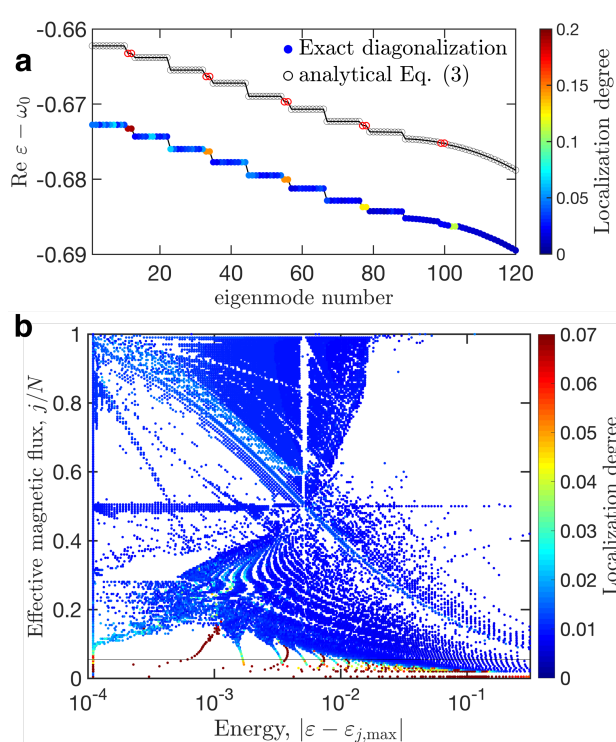 a
-0.66
-0.67
-0.68
-0.69
Re ε − ω₀
Exact diagonalization
analytical Eq. (3)
20 40 60 80 100 120
eigenmode number
0.2
0.15
0.1
0.05
0
Localization degree
b
1
0.8
0.6
0.4
0.2
0
Effective magnetic flux, j/N
10⁻⁴ 10⁻³ 10⁻² 10⁻¹
Energy, |ε − εj,max|
0.07
0.06
0.05
0.04
0.03
0.02
0.01
0
Localization degree